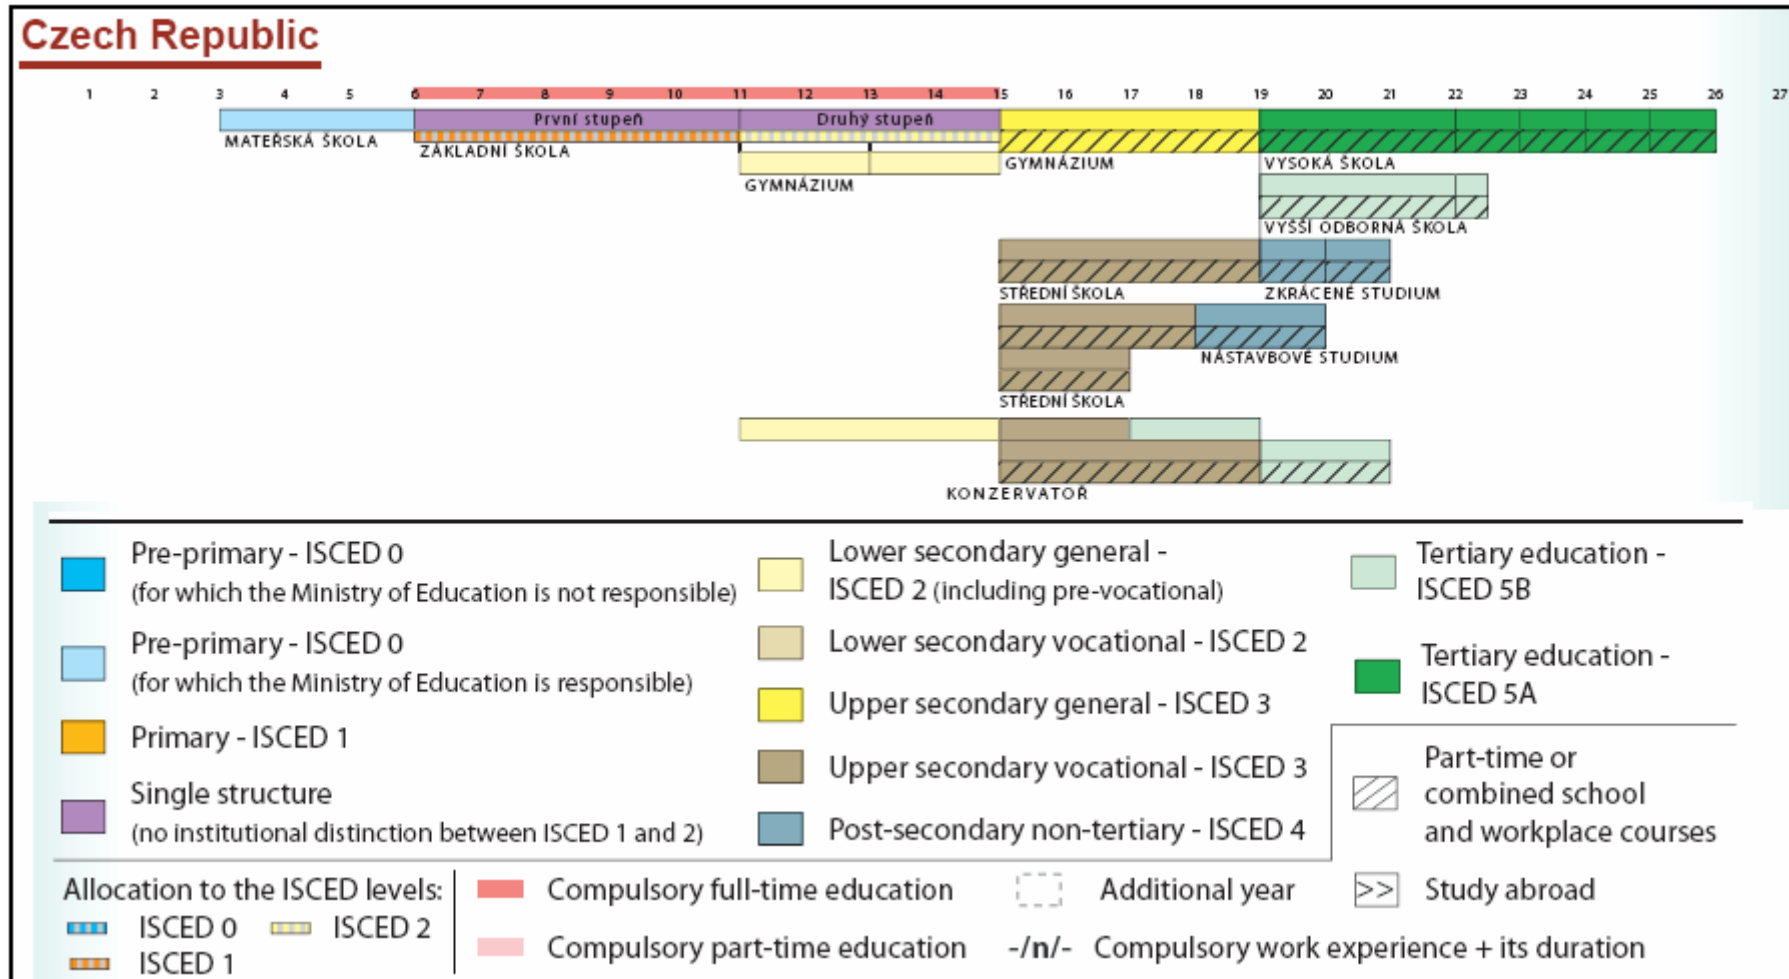 Czech Republic
1 2 3 4 5 6 7 8 9 10 11 12 13 14 15 16 17 18 19 20 21 22 23 24 25 26 27
První stupeň Druhý stupeň
MATEŘSKÁ ŠKOLA ZÁKLADNÍ ŠKOLA GYMNÁZIUM VYSOKÁ ŠKOLA
GYMNÁZIUM
VYŠŠÍ ODBORNÁ ŠKOLA
STŘEDNÍ ŠKOLA ZKRÁCENÉ STUDIUM
NÁSTAVBOVÉ STUDIUM
STŘEDNÍ ŠKOLA
KONZERVATOŘ
Pre-primary - ISCED 0
(for which the Ministry of Education is not responsible)
Pre-primary - ISCED 0
(for which the Ministry of Education is responsible)
Primary - ISCED 1
Single structure
(no institutional distinction between ISCED 1 and 2)
Lower secondary general -
ISCED 2 (including pre-vocational)
Lower secondary vocational - ISCED 2
Upper secondary general - ISCED 3
Upper secondary vocational - ISCED 3
Post-secondary non-tertiary - ISCED 4
Tertiary education -
ISCED 5B
Tertiary education -
ISCED 5A
Part-time or
combined school
and workplace courses
Allocation to the ISCED levels:
ISCED 0 ISCED 2
ISCED 1
Compulsory full-time education
Compulsory part-time education
Additional year
-/n/- Compulsory work experience + its duration
>> Study abroad